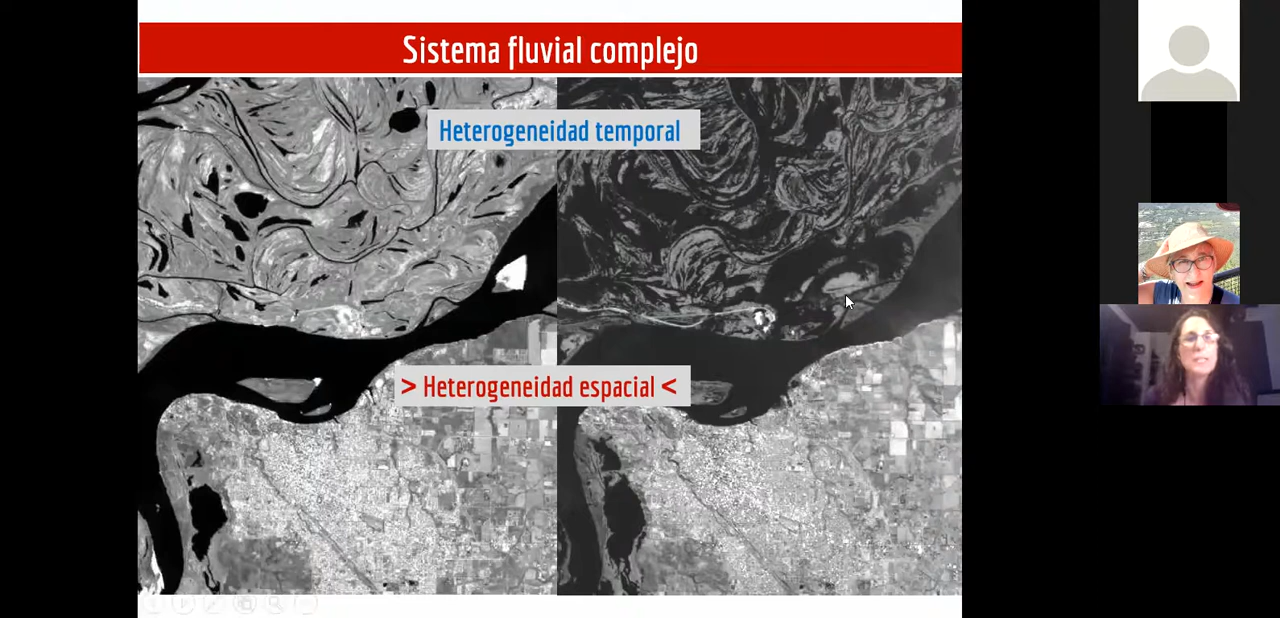 Sistema fluvial complejo
Heterogeneidad temporal
> Heterogeneidad espacial <